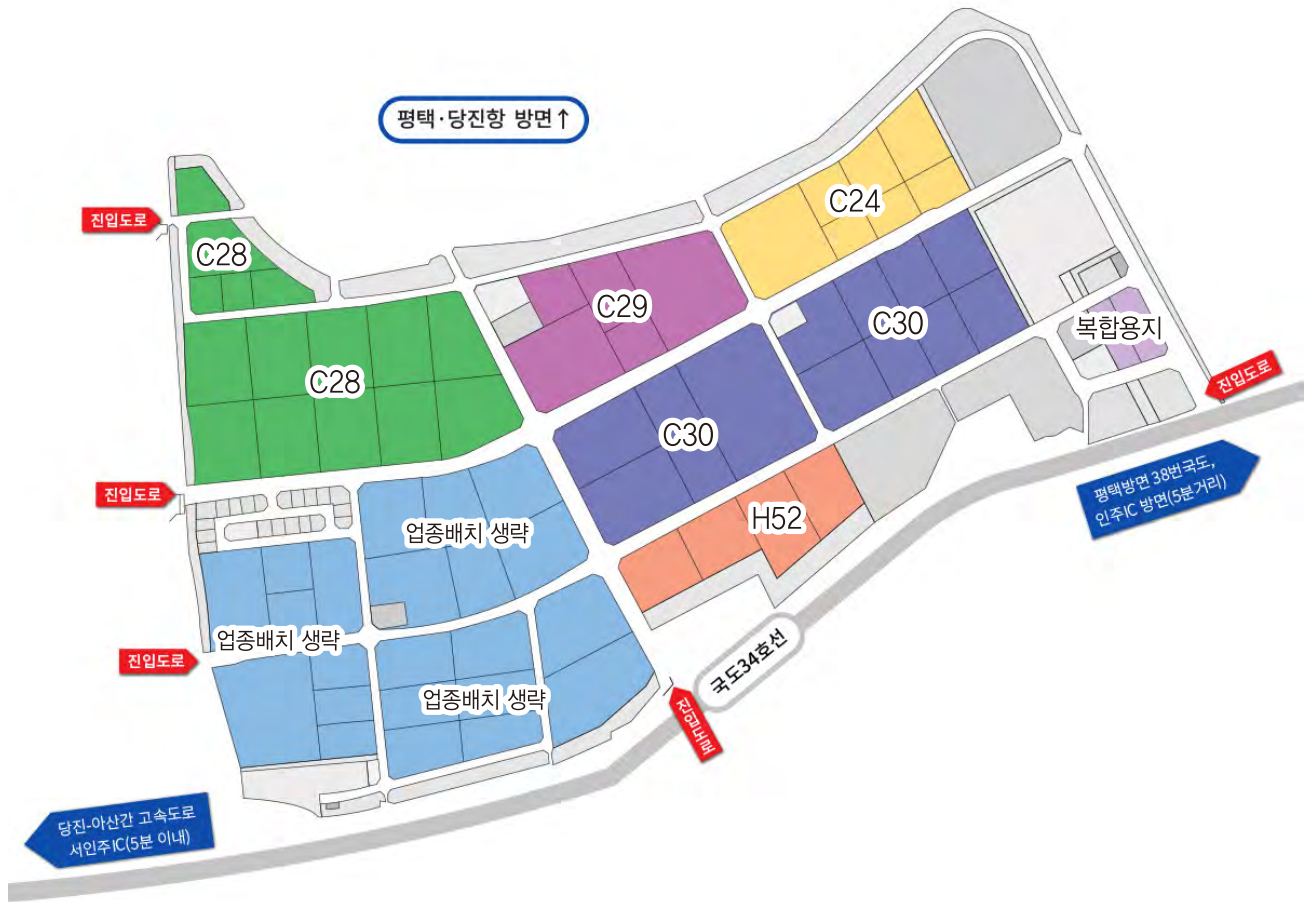 평택·당진항 방면↑
C24
진입도로
C28
C29
C30
복합용지
C28
진입도로
C30
평택방면 38번국도,
인주IC 방면(5분거리)
진입도로
H52
업종배치 생략
업종배치 생략
진입도로
국도34호선
업종배치 생략
진입도로
당진-아산간 고속도로
서인주IC(5분 이내)